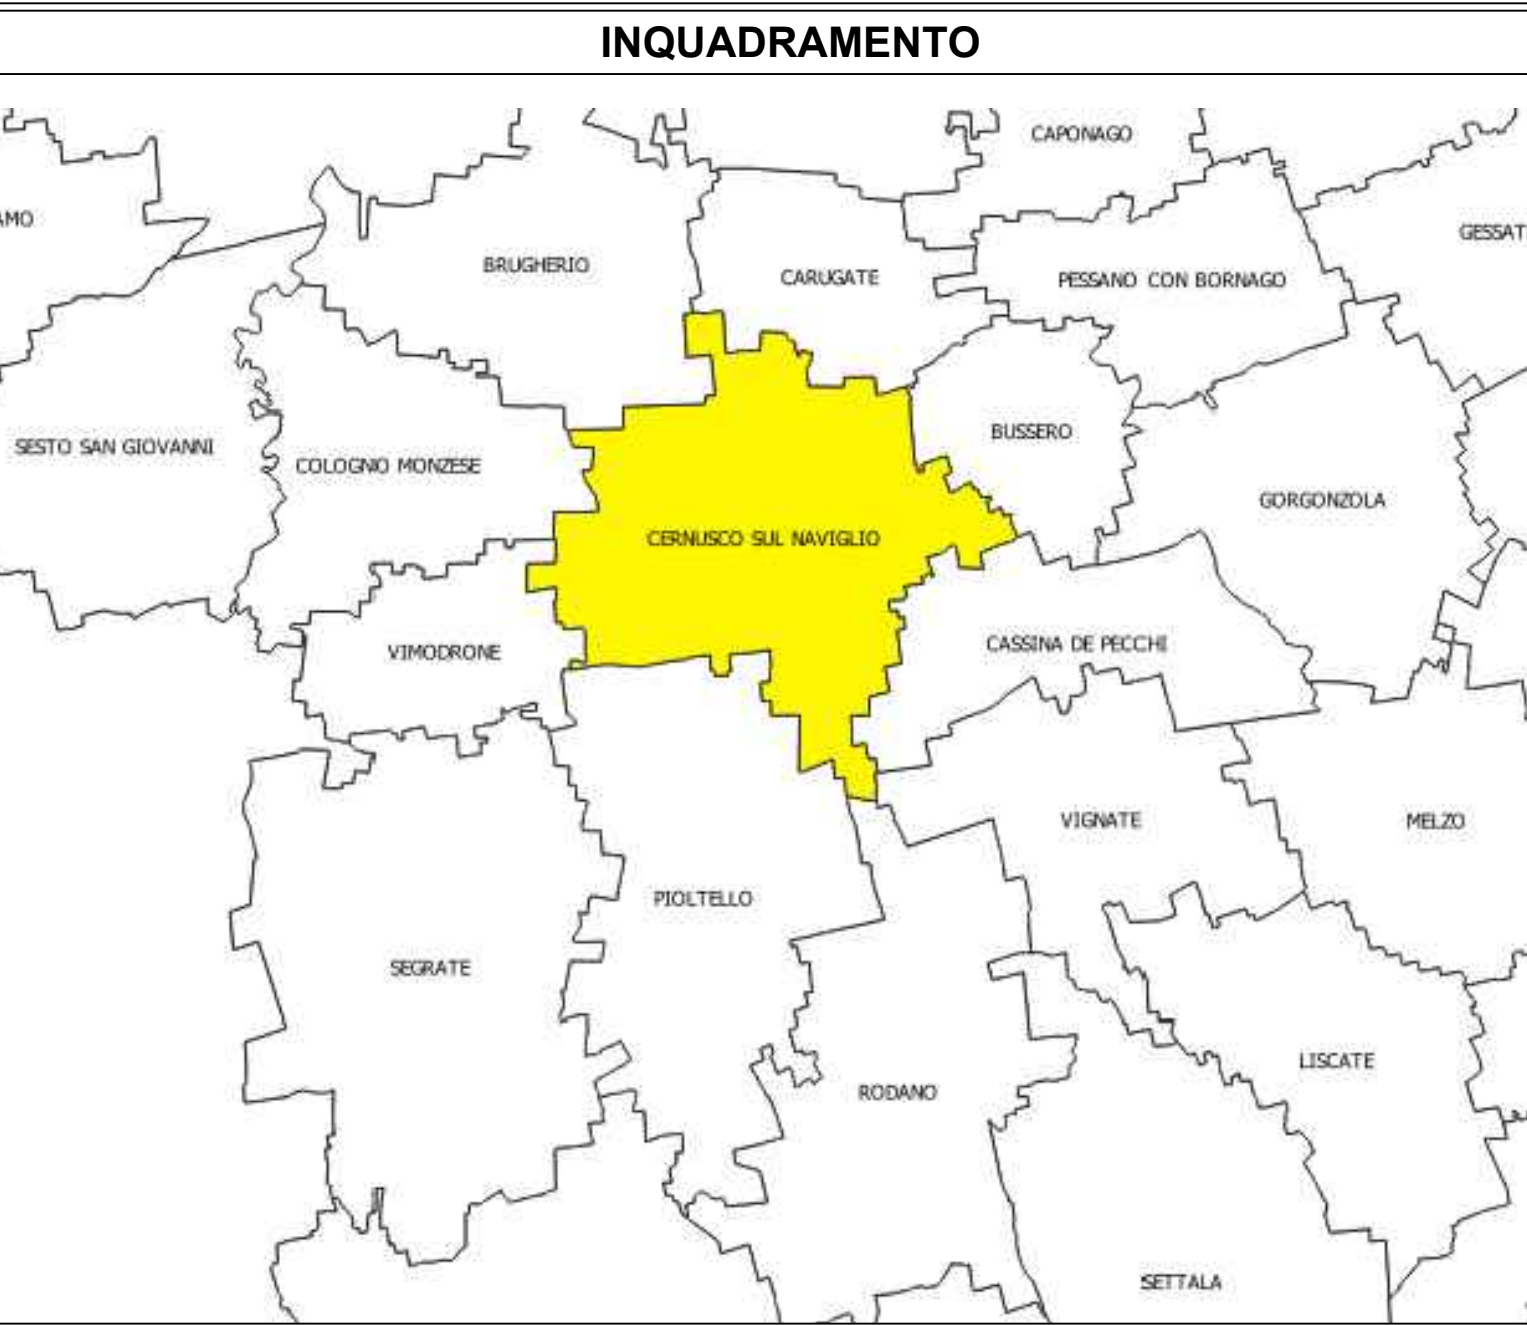 INQUADRAMENTO
CAPONAGO
AMO
GESSAT
BRUGHERIO
CARUGATE
PESSANO CON BORNAGO
BUSSERO
SESTO SAN GIOVANNI
COLOGNO MONZESE
GORGONZOLA
CERNUSCO SUL NAVIGLIO
CASSINA DE PECCHI
VIMODRONE
VIGNATE
MELZO
PIOLTELLO
SEGRATE
LISCATE
RODANO
SETTALA